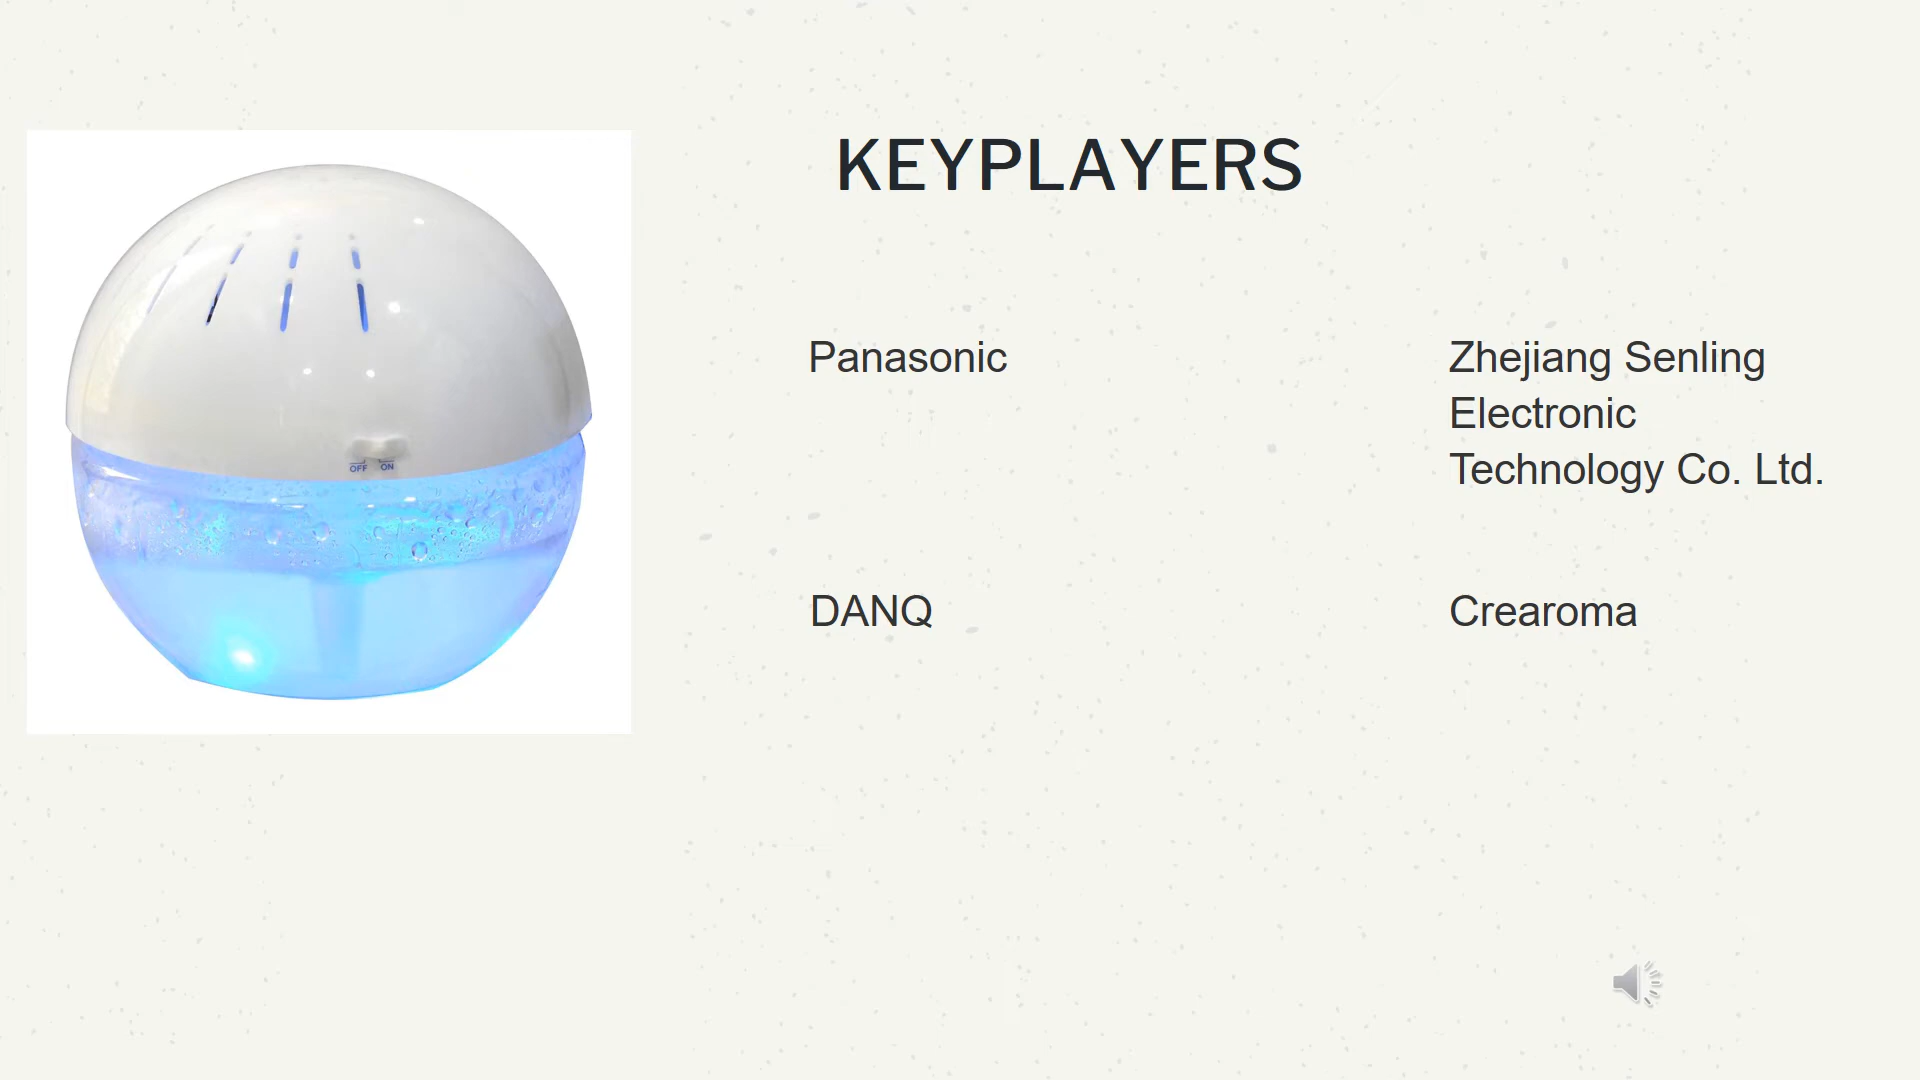 KEYPLAYERS
Panasonic
Zhejiang Senling
Electronic
Technology Co. Ltd.
DANQ
Crearoma
OFF ON